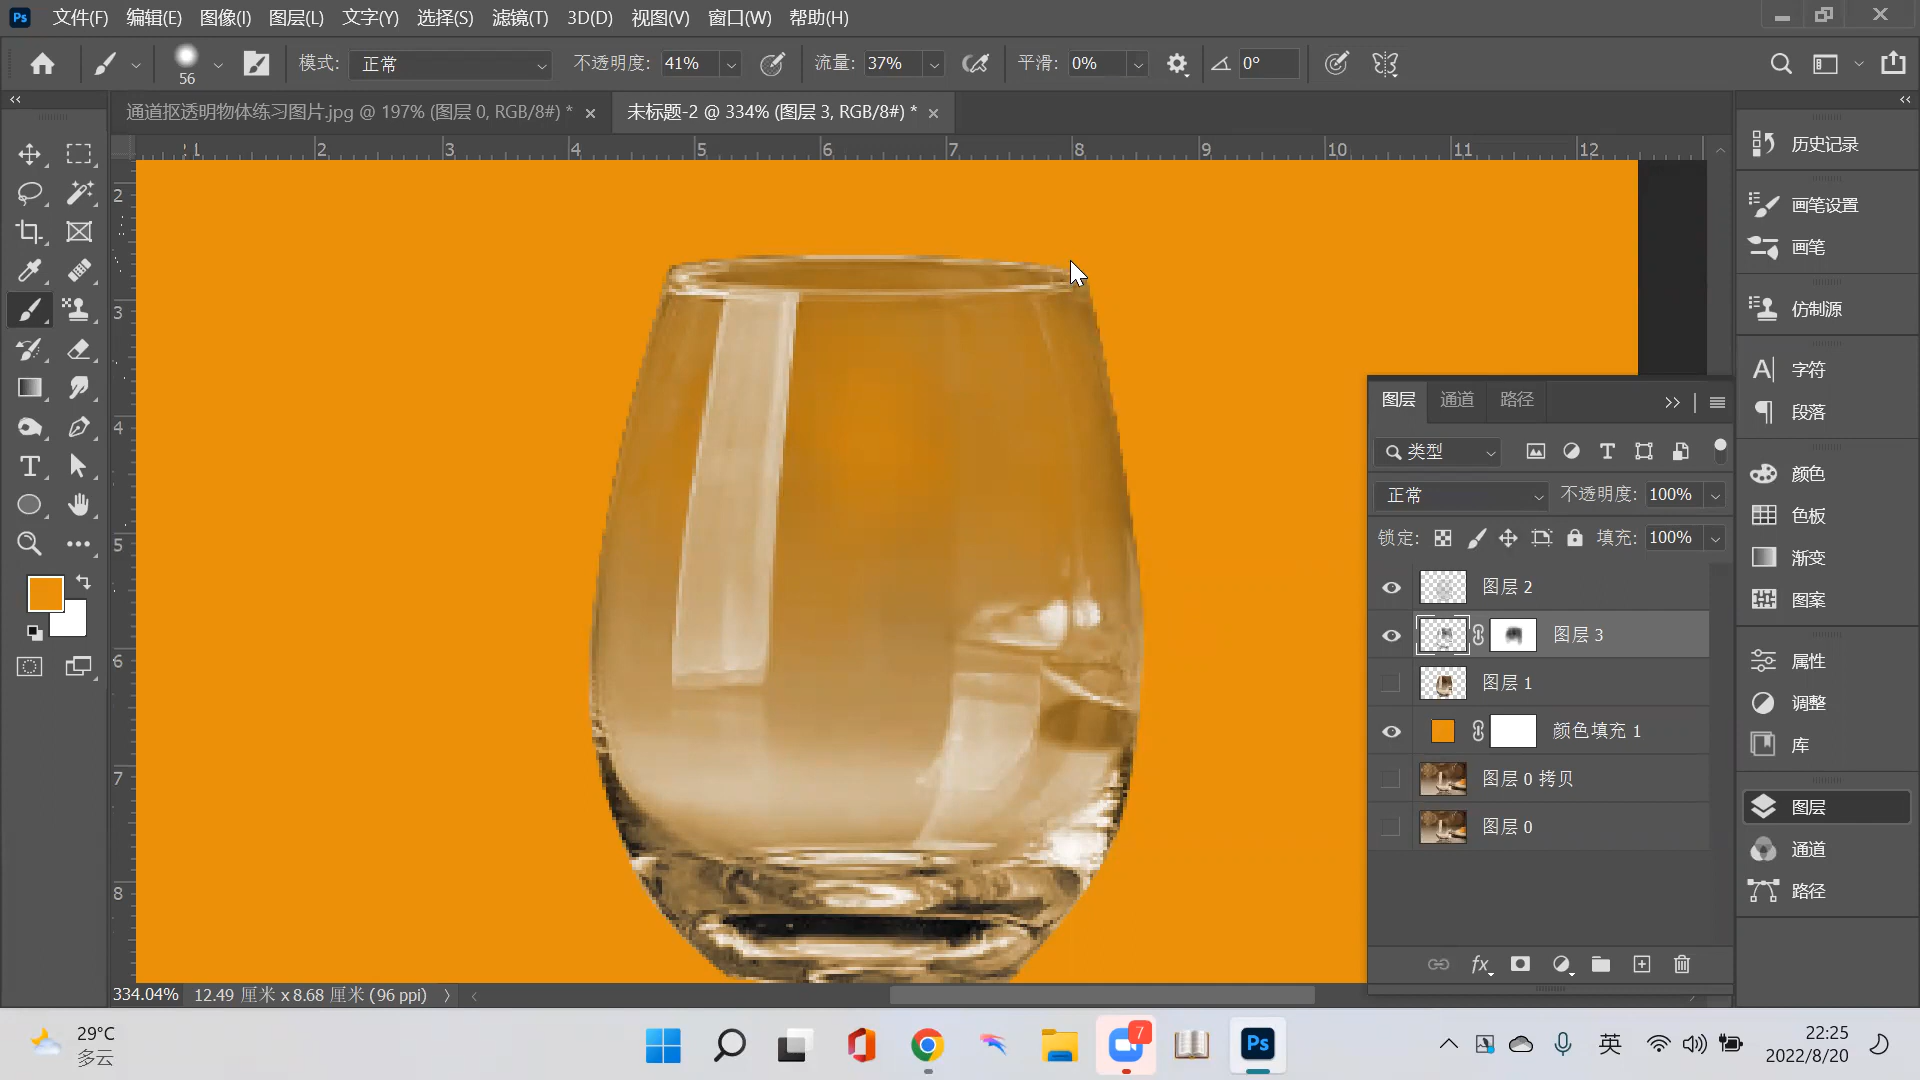 Ps 文件(F) 编辑(E) 图像(I) 图层(L) 文字(Y) 选择(S) 滤镜(T) 3D(D) 视图(V) 窗口(W) 帮助(H)
56 模式: 正常 不透明度: 41% 流量: 37% 平滑: 0% 0°
通道抠透明物体练习图片.jpg @ 197% (图层 0, RGB/8#) * 未标题-2 @ 334% (图层 3, RGB/8#) *
1 2 3 4 5 6 7 8 9 10 11 12
2
3
4
5
6
7
8
历史记录
画笔设置
画笔
仿制源
字符
段落
颜色
色板
渐变
图案
属性
调整
库
图层
通道
路径
图层 通道 路径
类型
正常 不透明度: 100%
锁定: 填充: 100%
图层 2
图层 3
图层 1
颜色填充 1
图层 0 拷贝
图层 0
fx
334.04% 12.49 厘米 x 8.68 厘米 (96 ppi)
29°C
多云
7
Ps
英
22:25
2022/8/20